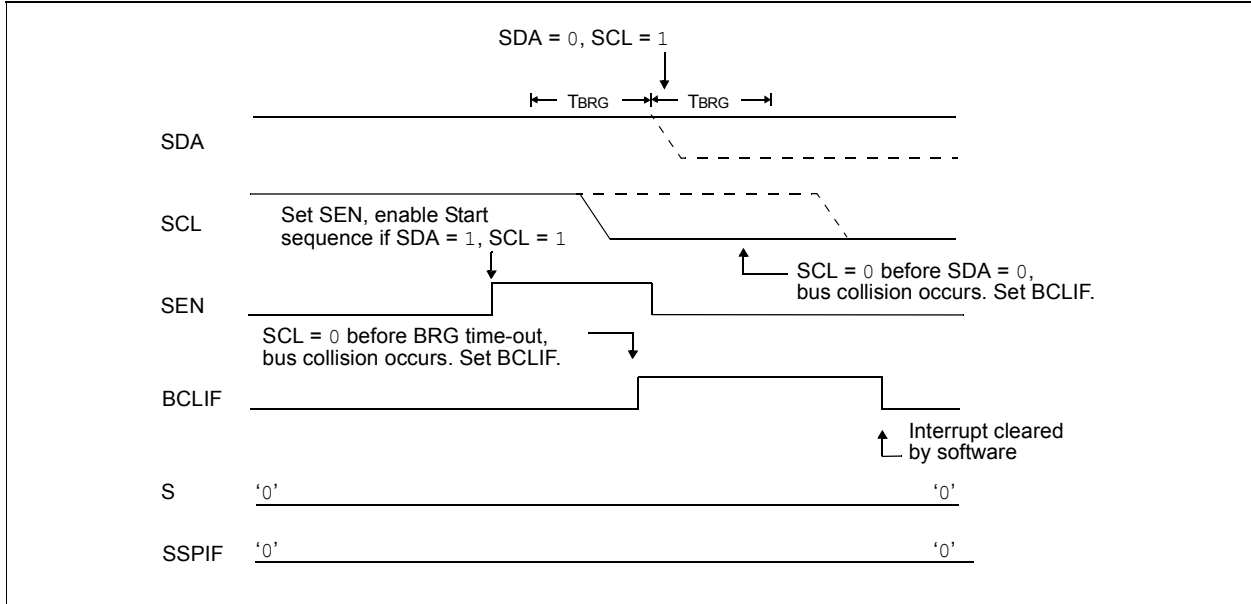 SDA = 0, SCL = 1
TBRG TBRG
SDA
SCL
Set SEN, enable Start
sequence if SDA = 1, SCL = 1
SCL = 0 before SDA = 0,
bus collision occurs. Set BCLIF.
SEN
SCL = 0 before BRG time-out,
bus collision occurs. Set BCLIF.
BCLIF
Interrupt cleared
by software
S ‘0’ ‘0’
SSPIF ‘0’ ‘0’